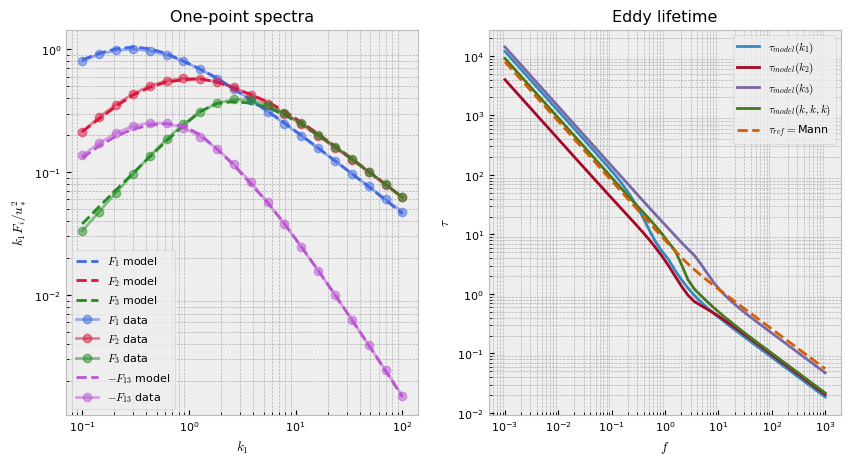 One-point spectra
k₁Fᵢ/u²_*
10⁰
10⁻¹
10⁻²
F₁ model
F₂ model
F₃ model
F₁ data
F₂ data
F₃ data
−F₁₃ model
−F₁₃ data
10⁻¹ 10⁰ 10¹ 10²
k₁
Eddy lifetime
τ
10⁴
10³
10²
10¹
10⁰
10⁻¹
10⁻²
τ_model(k₁)
τ_model(k₂)
τ_model(k₃)
τ_model(k, k, k)
τ_ref = Mann
10⁻³ 10⁻² 10⁻¹ 10⁰ 10¹ 10² 10³
f